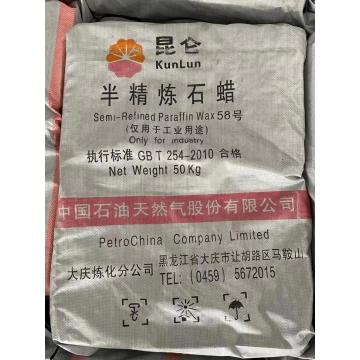 昆仑
KunLun
半精炼石蜡
Semi-Refined Paraffin Wax 58号
(仅用于工业用途)
Only for industry
执行标准 GB T 254-2010 合格
Net Weight 50Kg
中国石油天然气股份有限公司
PetroChina Company Limited
大庆炼化分公司
黑龙江省大庆市让胡路区马鞍山
TEL: (0459) 5672015